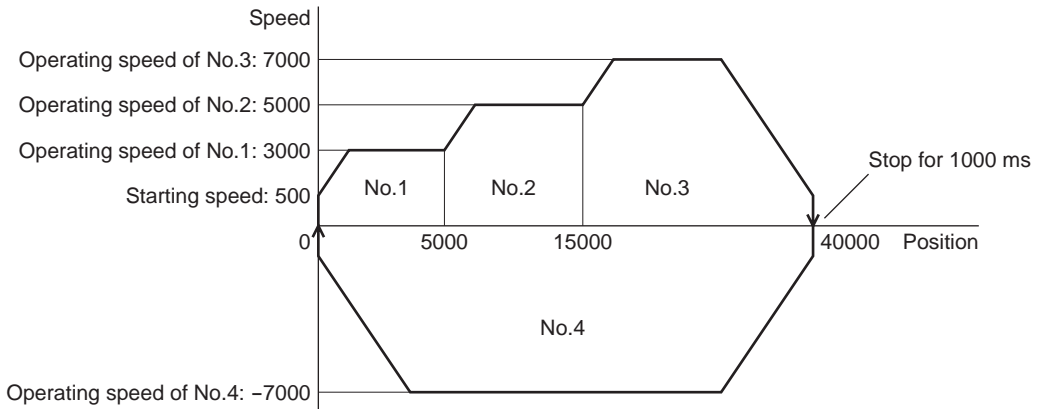 Speed
Operating speed of No.3: 7000
Operating speed of No.2: 5000
Operating speed of No.1: 3000
Stop for 1000 ms
Starting speed: 500
No.1
No.2
No.3
0
5000
15000
40000
Position
No.4
Operating speed of No.4: −7000